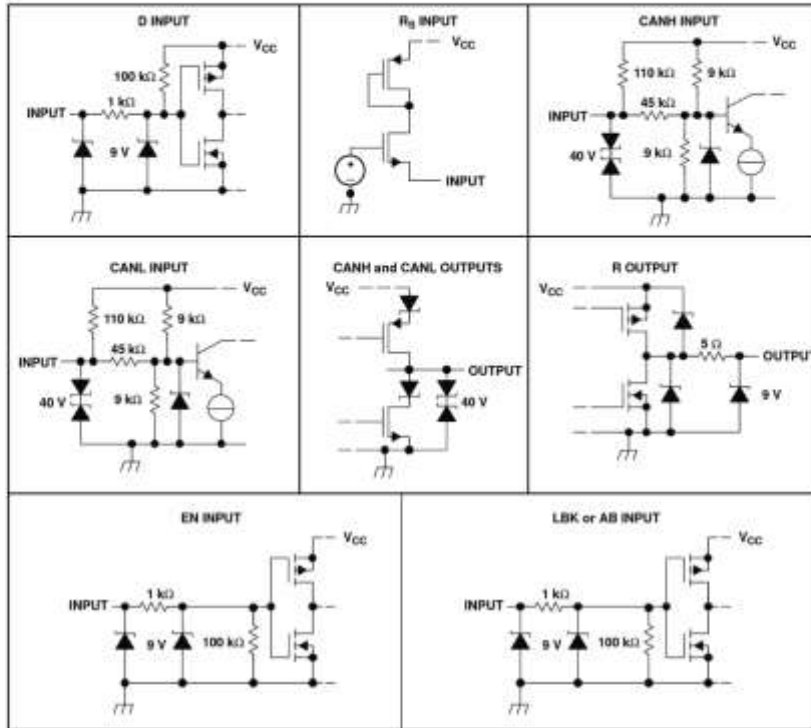 D INPUT
VCC
100 kΩ
1 kΩ
INPUT
9 V
RS INPUT
VCC
INPUT
CANH INPUT
VCC
110 kΩ
9 kΩ
45 kΩ
INPUT
40 V
9 kΩ
CANL INPUT
VCC
110 kΩ
9 kΩ
45 kΩ
INPUT
40 V
9 kΩ
CANH and CANL OUTPUTS
VCC
OUTPUT
40 V
R OUTPUT
VCC
5 Ω
OUTPUT
9 V
EN INPUT
VCC
1 kΩ
INPUT
9 V
100 kΩ
LBK or AB INPUT
VCC
1 kΩ
INPUT
9 V
100 kΩ